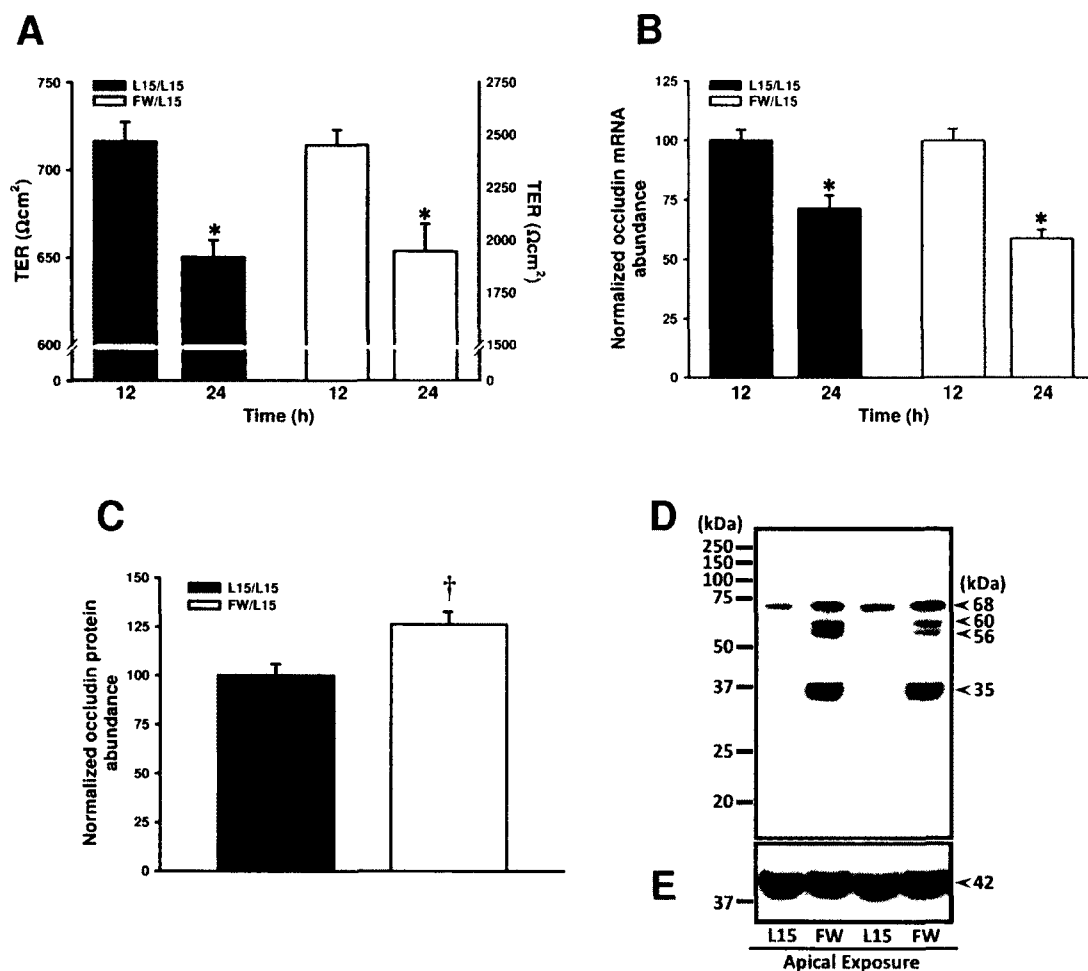 A
L15/L15
FW/L15
TER (Ωcm²)
750
700
650
600
0
2750
2500
2250
2000
1750
1500
0
TER (Ωcm²)
*
*
12
24
12
24
Time (h)
B
L15/L15
FW/L15
Normalized occludin mRNA
abundance
125
100
75
50
25
0
*
*
12
24
12
24
Time (h)
C
L15/L15
FW/L15
Normalized occludin protein
abundance
150
125
100
75
50
25
0
†
D
(kDa)
250
150
100
75
50
37
25
20
(kDa)
68
60
56
35
E
37
42
L15 FW L15 FW
Apical Exposure